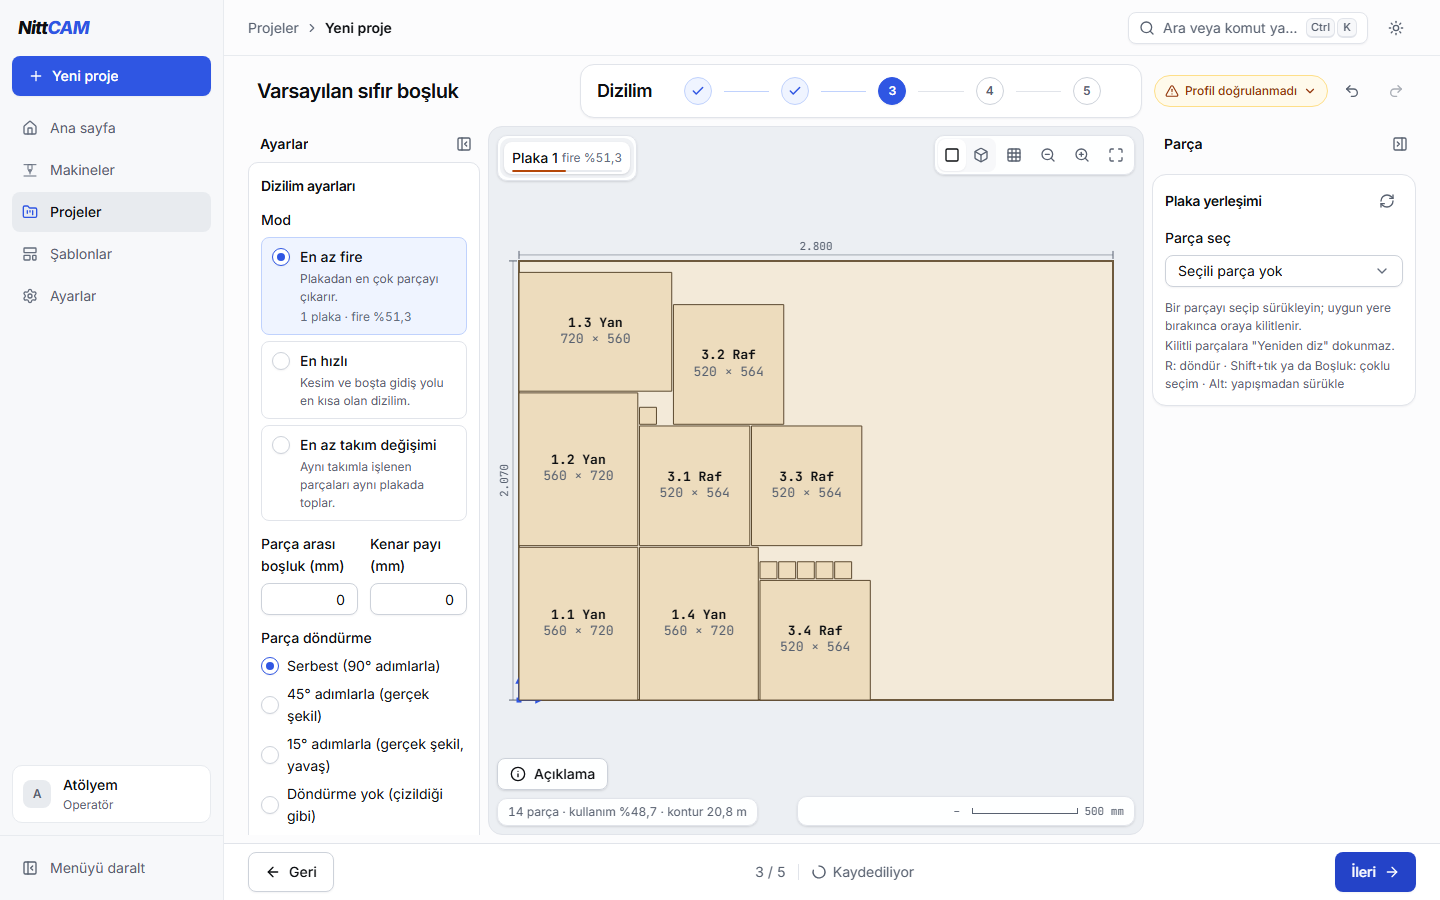 NittCAM
Yeni proje
Ana sayfa
Makineler
Projeler
Şablonlar
Ayarlar
A
Atölyem
Operatör
Menüyü daralt
Projeler
Yeni proje
Ara veya komut ya...
Ctrl
K
Varsayılan sıfır boşluk
Dizilim
3
4
5
Profil doğrulanmadı
Ayarlar
Dizilim ayarları
Mod
En az fire
Plakadan en çok parçayı
çıkarır.
1 plaka · fire %51,3
En hızlı
Kesim ve boşta gidiş yolu
en kısa olan dizilim.
En az takım değişimi
Aynı takımla işlenen
parçaları aynı plakada
toplar.
Parça arası
boşluk (mm)
Kenar payı
(mm)
0
0
Parça döndürme
Serbest (90° adımlarla)
45° adımlarla (gerçek
şekil)
15° adımlarla (gerçek şekil,
yavaş)
Döndürme yok (çizildiği
gibi)
Plaka 1 fire %51,3
2.800
2.070
1.3 Yan
720 × 560
3.2 Raf
520 × 564
1.2 Yan
560 × 720
3.1 Raf
520 × 564
3.3 Raf
520 × 564
1.1 Yan
560 × 720
1.4 Yan
560 × 720
3.4 Raf
520 × 564
Açıklama
14 parça · kullanım %48,7 · kontur 20,8 m
–
500 mm
Parça
Plaka yerleşimi
Parça seç
Seçili parça yok
Bir parçayı seçip sürükleyin; uygun yere
bırakınca oraya kilitlenir.
Kilitli parçalara "Yeniden diz" dokunmaz.
R: döndür · Shift+tık ya da Boşluk: çoklu
seçim · Alt: yapışmadan sürükle
Geri
3 / 5
Kaydediliyor
İleri